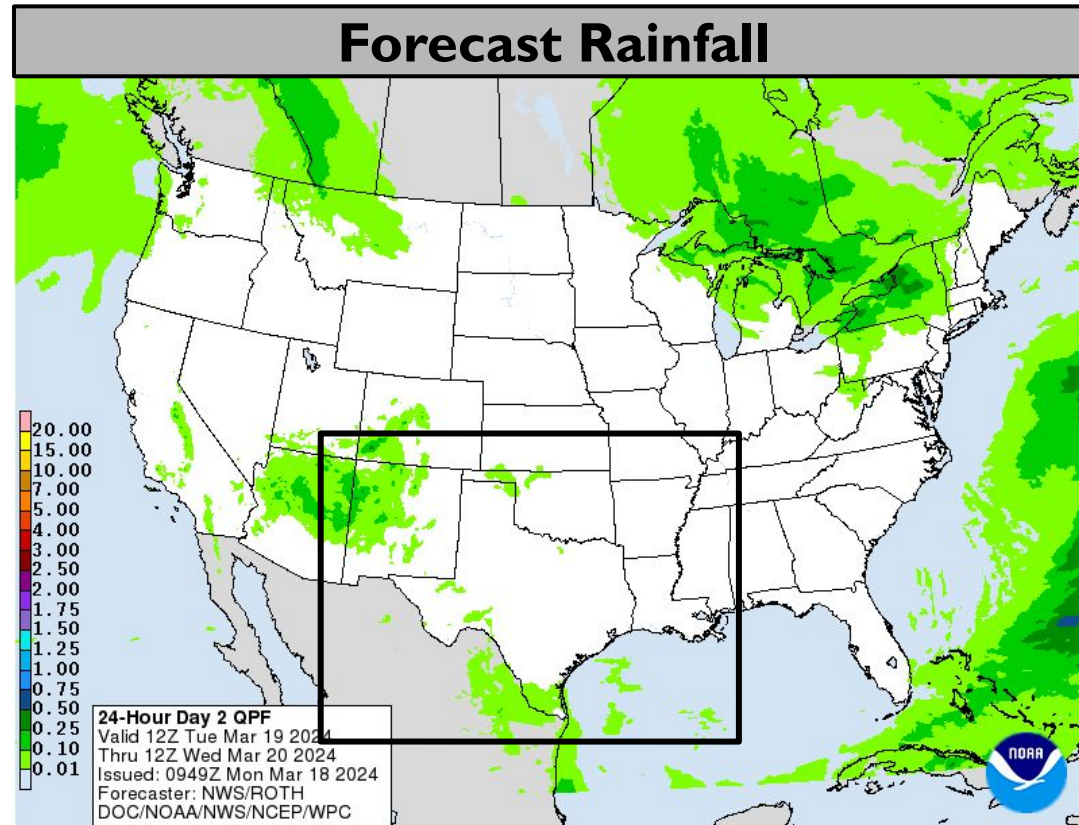 Forecast Rainfall
20.00
15.00
10.00
7.00
5.00
4.00
3.00
2.50
2.00
1.75
1.50
1.25
1.00
0.75
0.50
0.25
0.10
0.01
24-Hour Day 2 QPF
Valid 12Z Tue Mar 19 2024
Thru 12Z Wed Mar 20 2024
Issued: 0949Z Mon Mar 18 2024
Forecaster: NWS/ROTH
DOC/NOAA/NWS/NCEP/WPC
NOAA